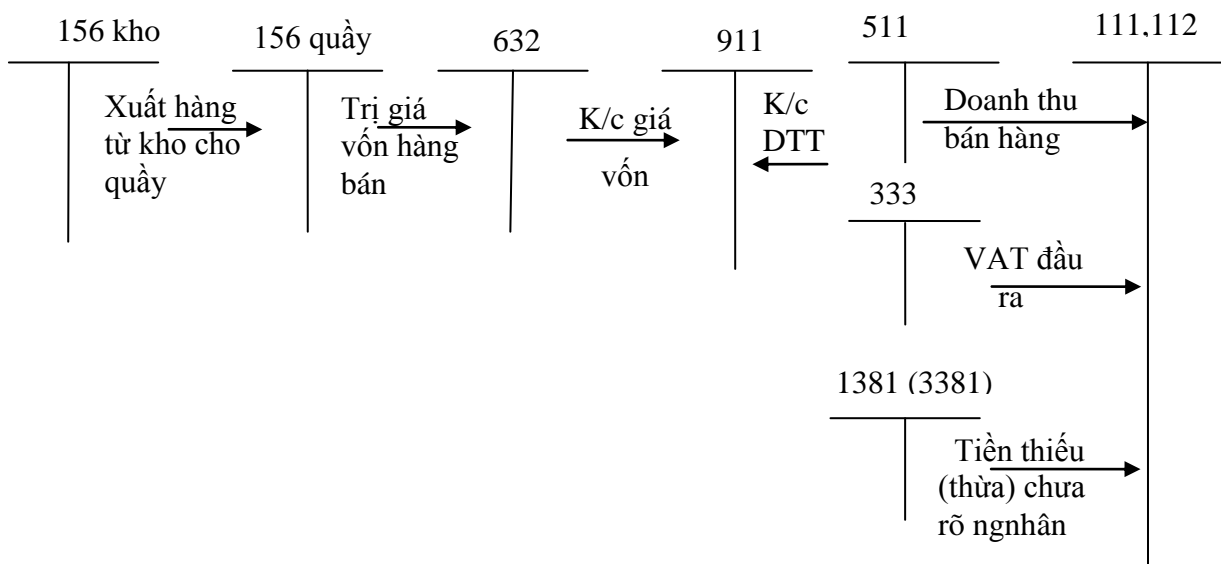 156 kho
156 quầy
632
911
511
111,112
Xuất hàng
từ kho cho
quầy
Trị giá
vốn hàng
bán
K/c giá
vốn
K/c
DTT
Doanh thu
bán hàng
333
VAT đầu
ra
1381 (3381)
Tiền thiếu
(thừa) chưa
rõ ngnhân